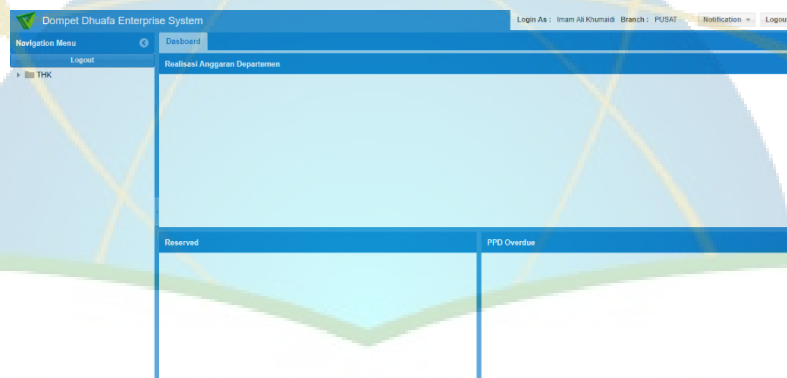 Dompet Dhuafa Enterprise System
Login As : Imam Ali Khumaidi Branch : PUSAT Notification Logout
Navigation Menu
Dasboard
Logout
Realisasi Anggaran Departemen
THK
Reserved
PPD Overdue